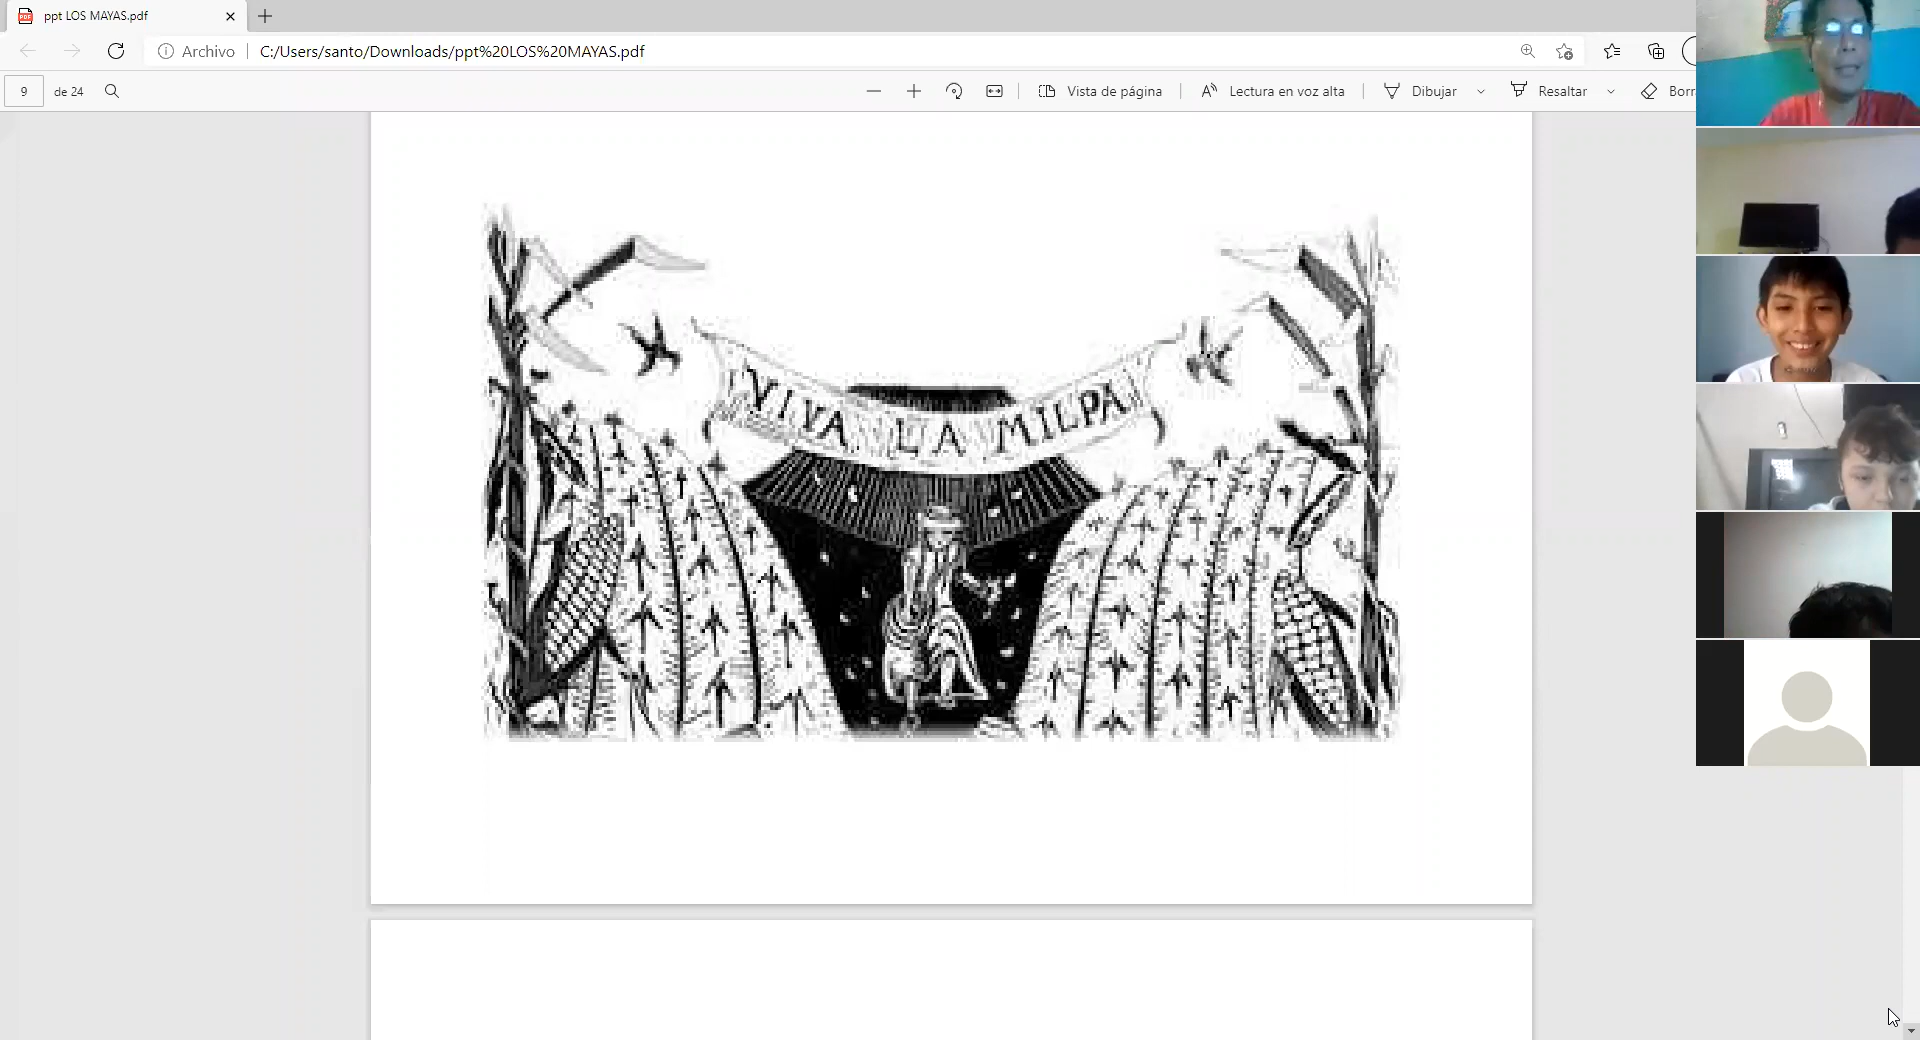 ppt LOS MAYAS.pdf
Archivo
C:/Users/santo/Downloads/ppt%20LOS%20MAYAS.pdf
9 de 24
Vista de página
Lectura en voz alta
Dibujar
Resaltar
Borr
VIVA LA MILPA